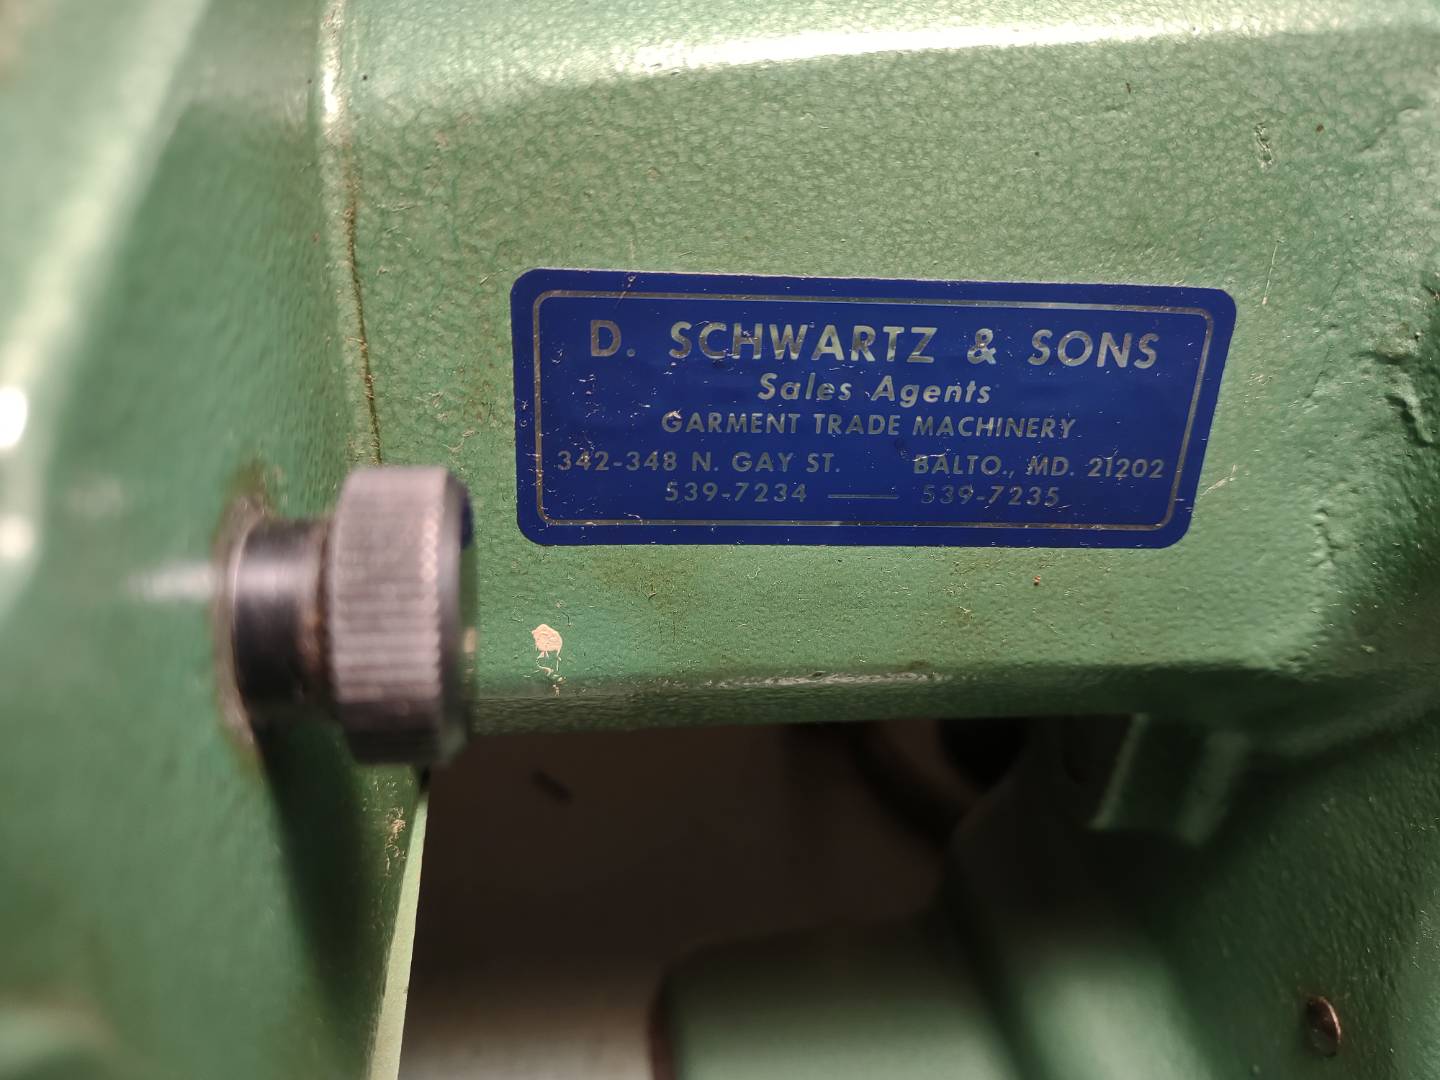 D. SCHWARTZ & SONS
Sales Agents
GARMENT TRADE MACHINERY
342-348 N. GAY ST. BALTO., MD. 21202
539-7234 —— 539-7235